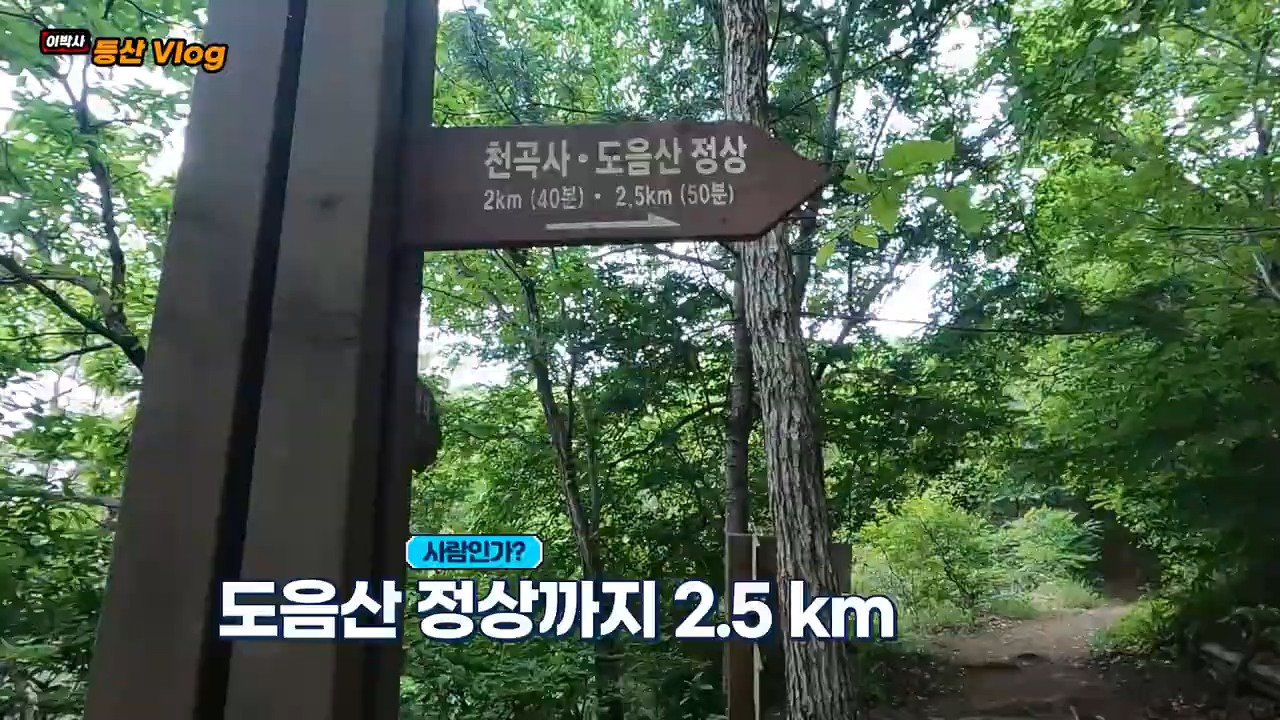 이박사 등산 Vlog
천곡사·도음산 정상
2km (40분) · 2.5km (50분)
사람인가?
도음산 정상까지 2.5 km